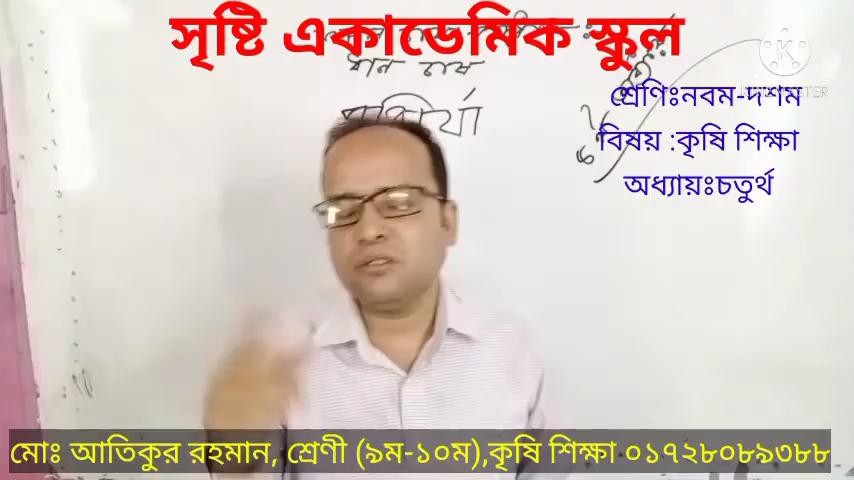 সৃষ্টি একাডেমিক স্কুল
ধান চাষ
শ্রেণিঃনবম-দশম
বিষয় :কৃষি শিক্ষা
অধ্যায়ঃচতুর্থ
মোঃ আতিকুর রহমান, শ্রেণী (৯ম-১০ম),কৃষি শিক্ষা ০১৭২৮০৮৯৩৮৮